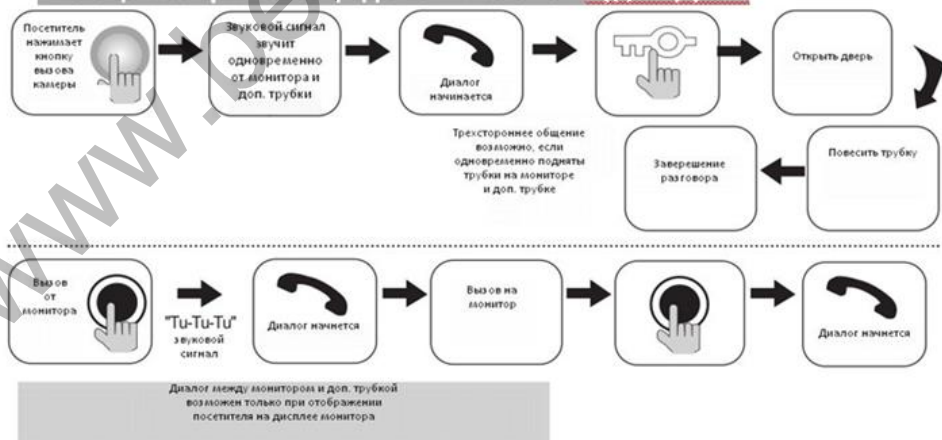 Посетитель
нажимает
кнопку
вызова
камеры
Звуковой сигнал
звучит
одновременно
от монитора и
доп. трубки
Диалог
начинается
Открыть дверь
Трехстороннее общение
возможно, если
одновременно подняты
трубки на мониторе
и доп. трубке
Заверешение
разговора
Повесить трубку
Вызов
от
монитора
"Tu-Tu-Tu"
звуковой
сигнал
Диалог начнется
Вызов на
монитор
Диалог начнется
Диалог между монитором и доп. трубкой
возможен только при отображении
посетителя на дисплее монитора
www.be